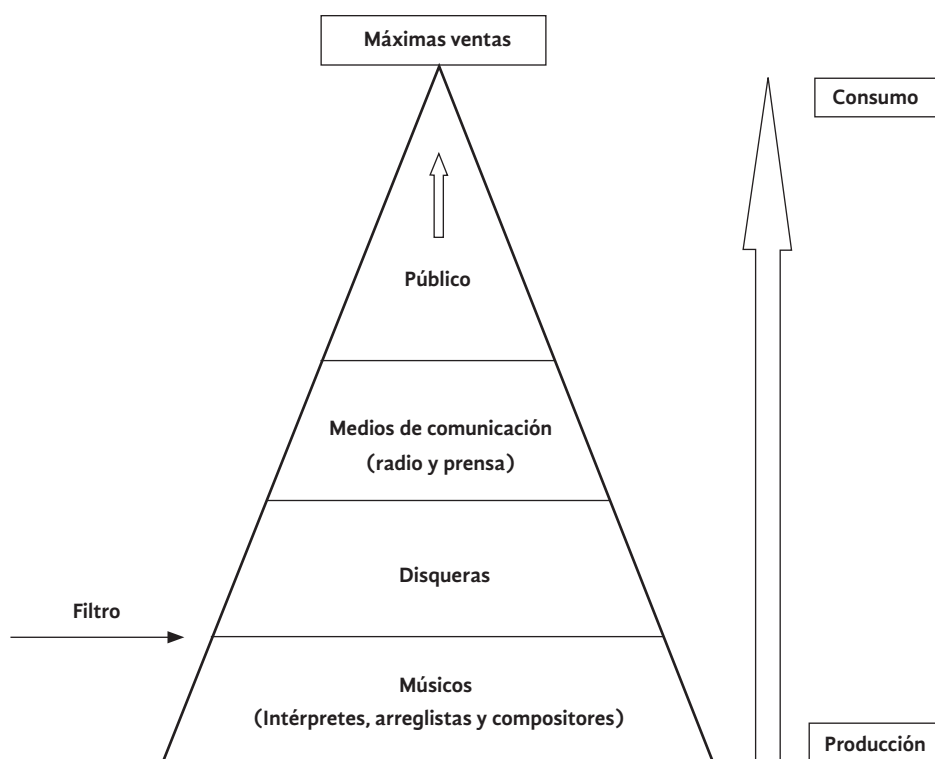 Máximas ventas
Consumo
Público
Medios de comunicación
(radio y prensa)
Disqueras
Filtro
Músicos
(Intérpretes, arreglistas y compositores)
Producción